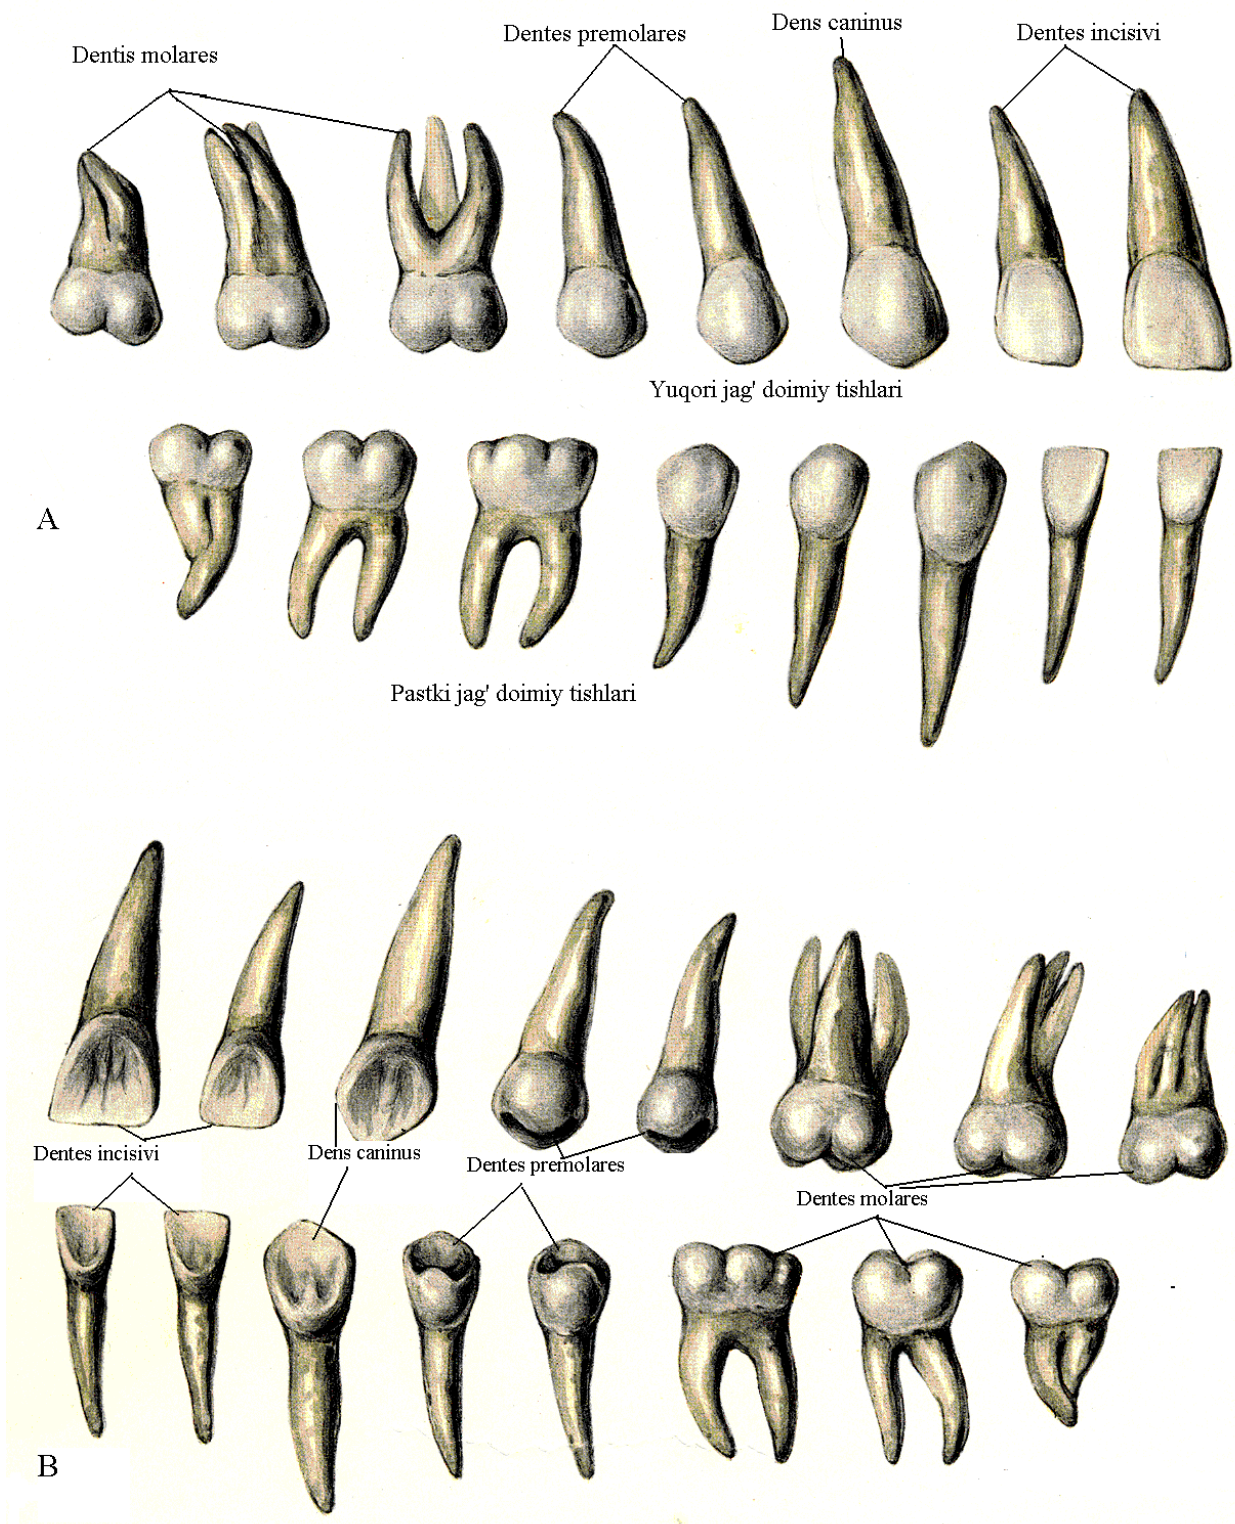 Dentis molares
Dentes premolares
Dens caninus
Dentes incisivi
Yuqori jag' doimiy tishlari
A
Pastki jag' doimiy tishlari
Dentes incisivi
Dens caninus
Dentes premolares
Dentes molares
B